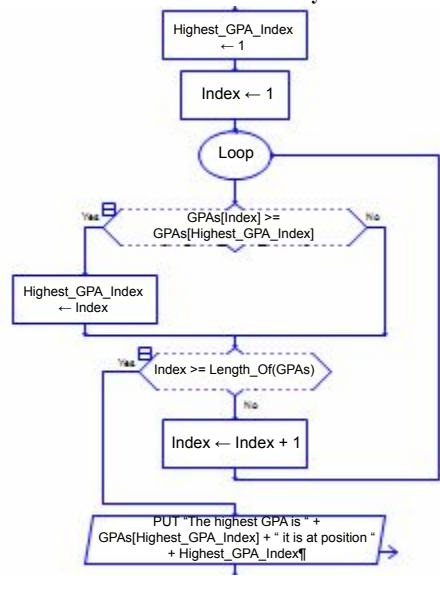 Highest_GPA_Index
← 1
Index ← 1
Loop
Yes
GPAs[Index] >=
GPAs[Highest_GPA_Index]
No
Highest_GPA_Index
← Index
Yes
Index >= Length_Of(GPAs)
No
Index ← Index + 1
PUT “The highest GPA is “ +
GPAs[Highest_GPA_Index] + “ it is at position “
+ Highest_GPA_Index¶